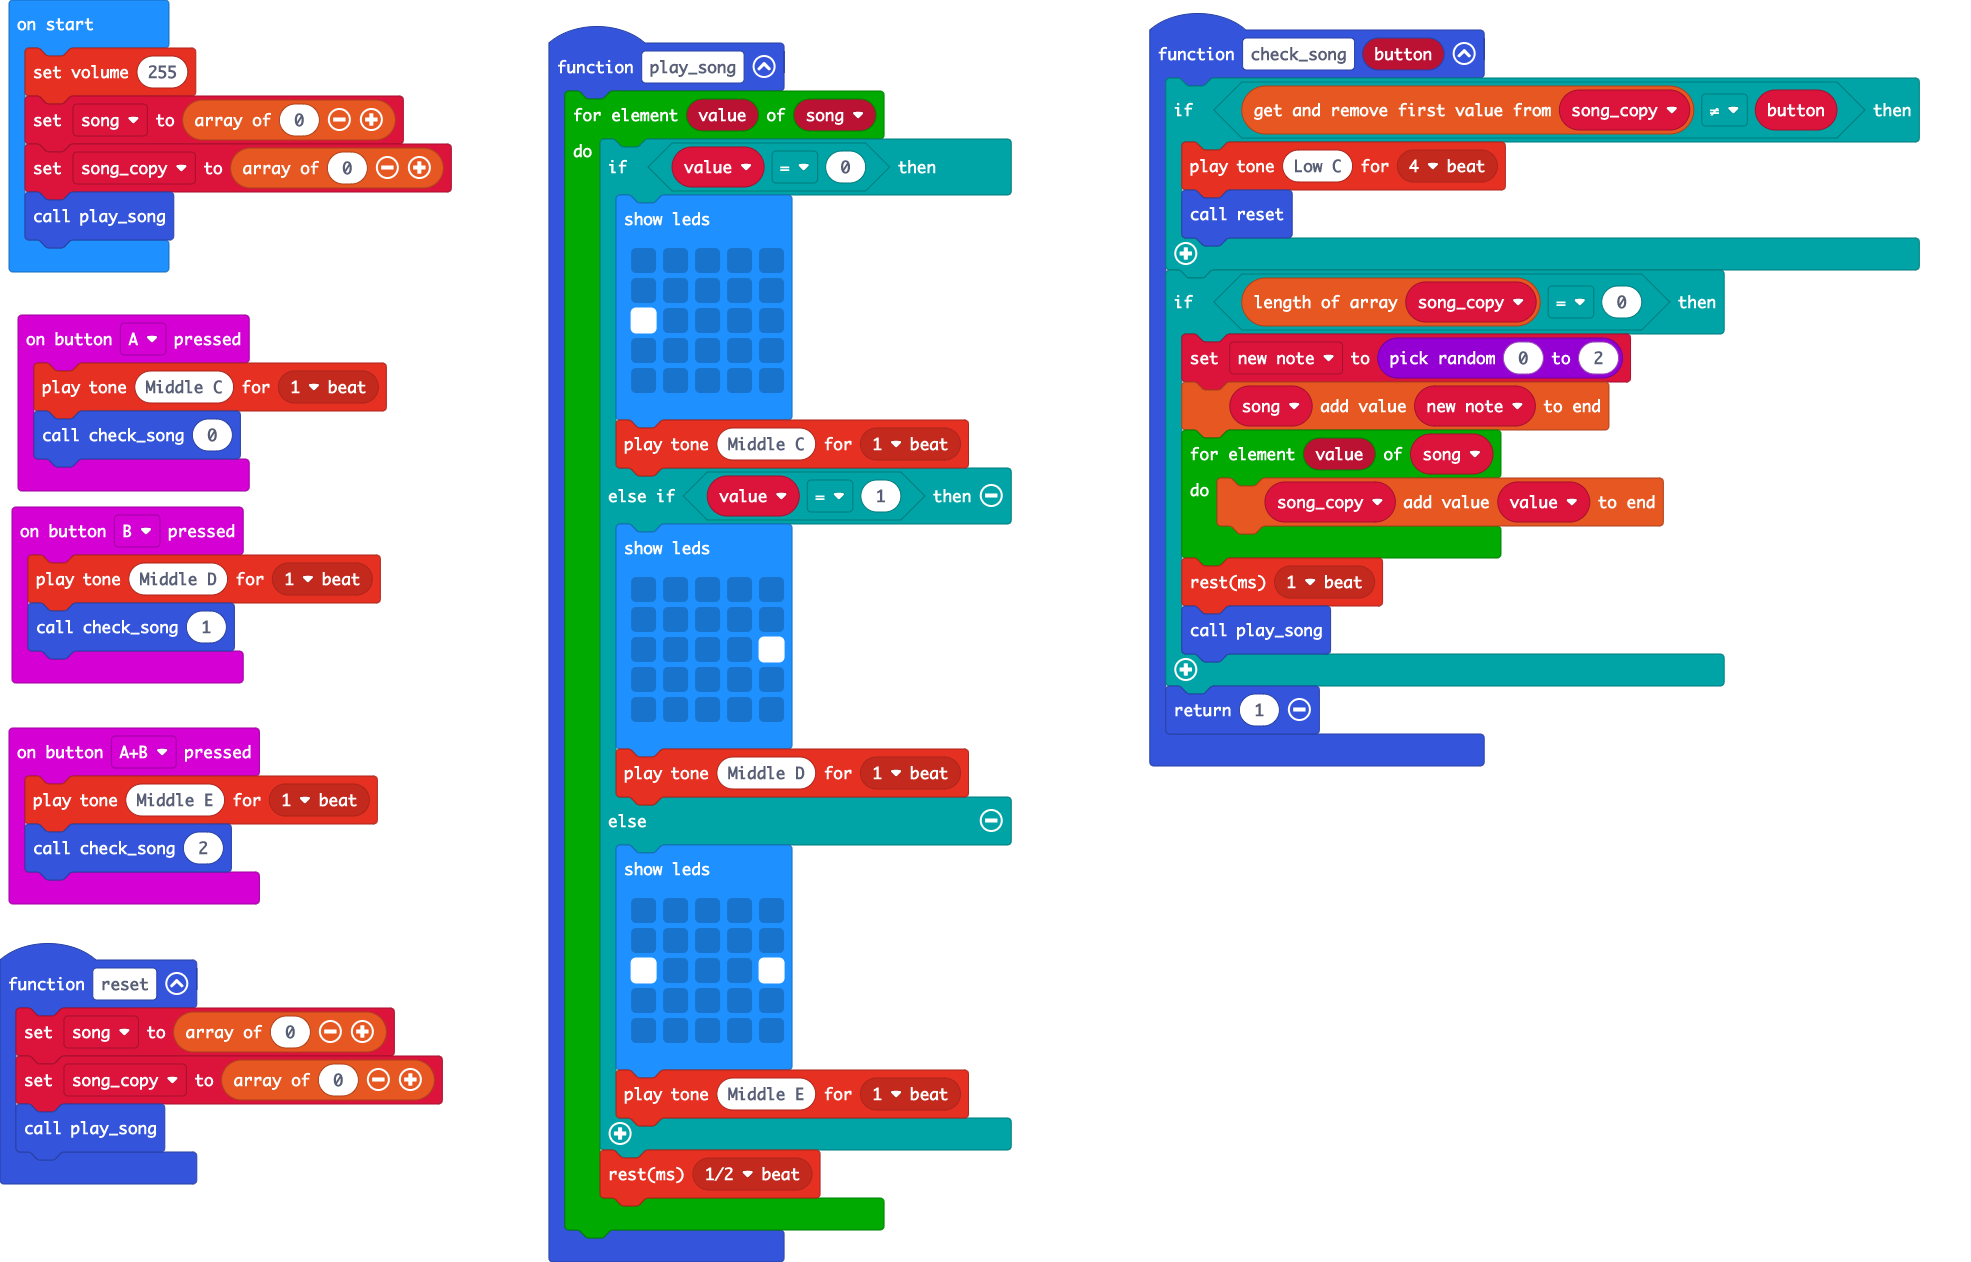 on start
set volume 255
set song to array of 0
set song_copy to array of 0
call play_song
on button A pressed
play tone Middle C for 1 beat
call check_song 0
on button B pressed
play tone Middle D for 1 beat
call check_song 1
on button A+B pressed
play tone Middle E for 1 beat
call check_song 2
function reset
set song to array of 0
set song_copy to array of 0
call play_song
function play_song
for element value of song
do
if value = 0 then
show leds
play tone Middle C for 1 beat
else if value = 1 then
show leds
play tone Middle D for 1 beat
else
show leds
play tone Middle E for 1 beat
rest(ms) 1/2 beat
function check_song button
if get and remove first value from song_copy ≠ button then
play tone Low C for 4 beat
call reset
if length of array song_copy = 0 then
set new note to pick random 0 to 2
song add value new note to end
for element value of song
do song_copy add value value to end
rest(ms) 1 beat
call play_song
return 1